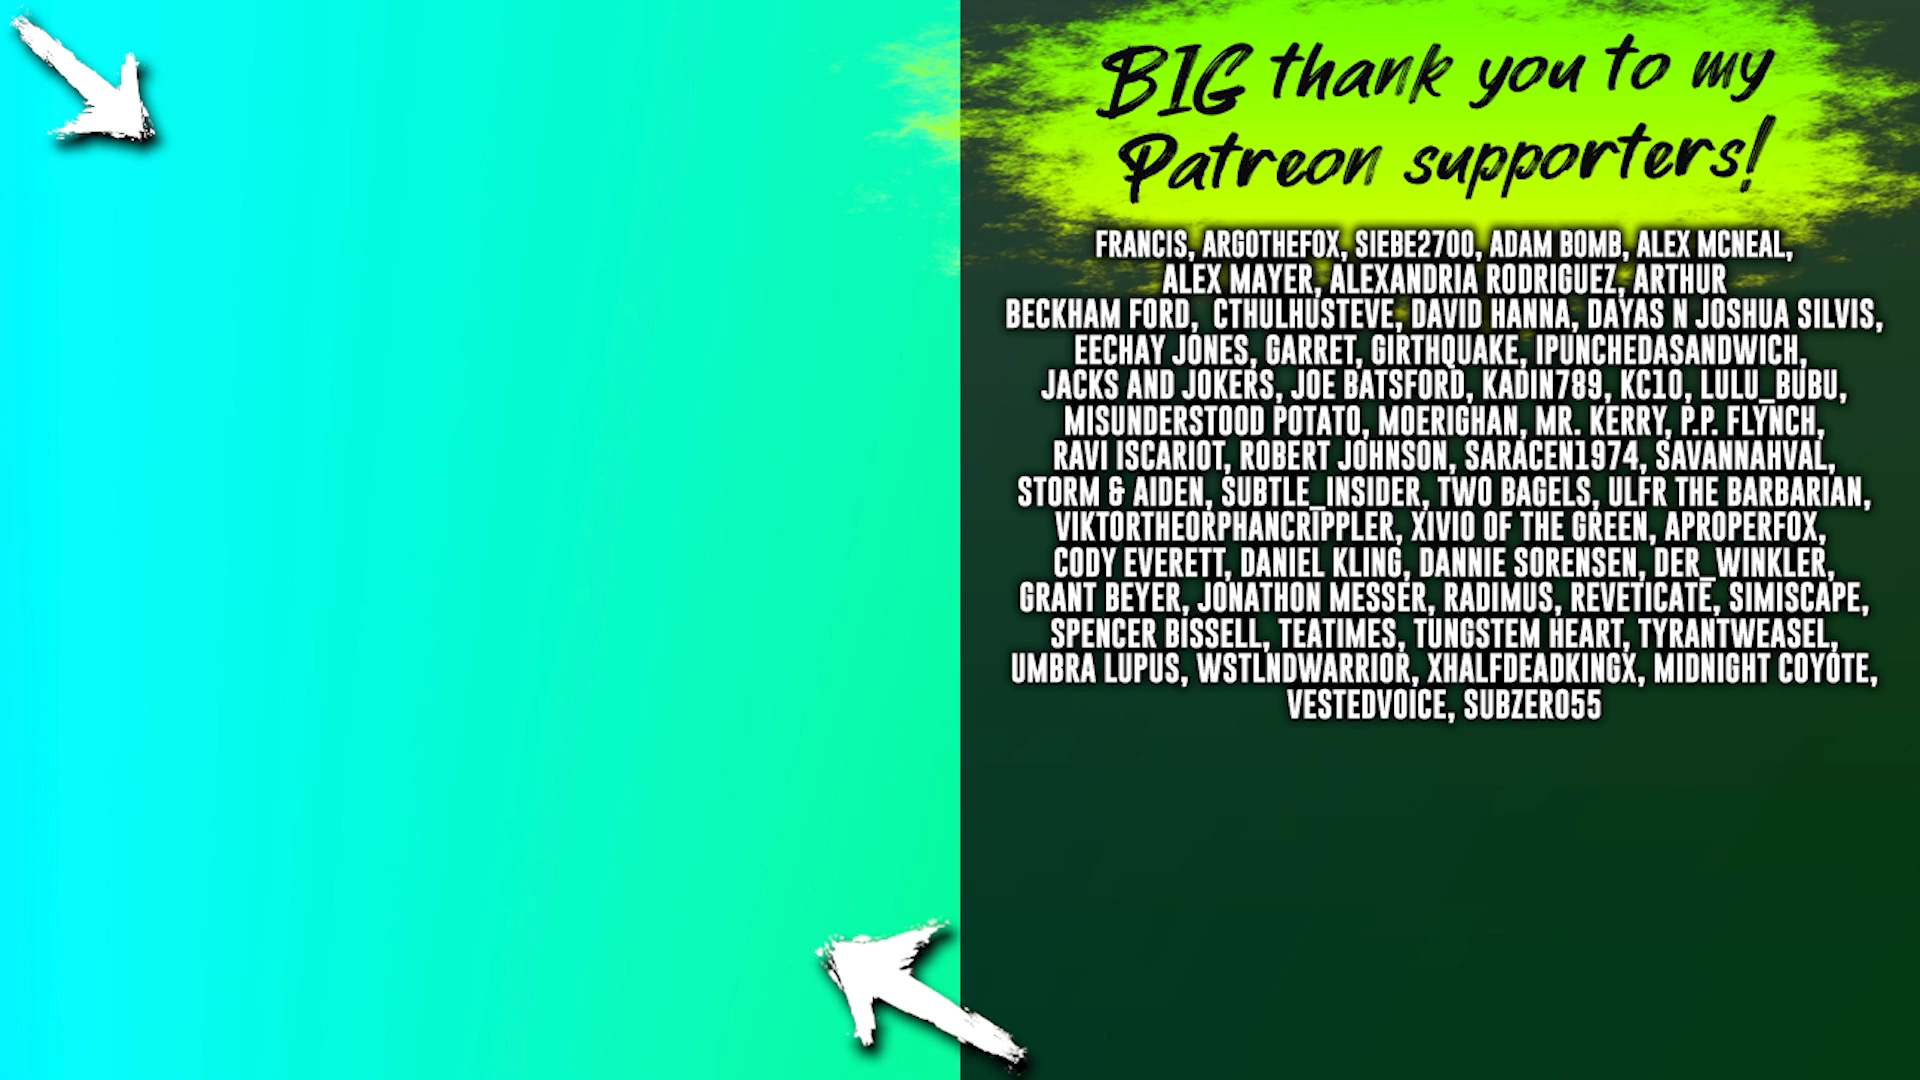 BIG thank you to my
Patreon supporters!
FRANCIS, ARGOTHEFOX, SIEBE2700, ADAM BOMB, ALEX MCNEAL,
ALEX MAYER, ALEXANDRIA RODRIGUEZ, ARTHUR
BECKHAM FORD, CTHULHUSTEVE, DAVID HANNA, DAYAS N JOSHUA SILVIS,
EECHAY JONES, GARRET, GIRTHQUAKE, IPUNCHEDASANDWICH,
JACKS AND JOKERS, JOE BATSFORD, KADIN789, KC10, LULU_BUBU,
MISUNDERSTOOD POTATO, MOERIGHAN, MR. KERRY, P.P. FLYNCH,
RAVI ISCARIOT, ROBERT JOHNSON, SARACEN1974, SAVANNAHVAL,
STORM & AIDEN, SUBTLE_INSIDER, TWO BAGELS, ULFR THE BARBARIAN,
VIKTORTHEORPHANCRIPPLER, XIVIO OF THE GREEN, APROPERFOX,
CODY EVERETT, DANIEL KLING, DANNIE SORENSEN, DER_WINKLER,
GRANT BEYER, JONATHON MESSER, RADIMUS, REVETICATE, SIMISCAPE,
SPENCER BISSELL, TEATIMES, TUNGSTEM HEART, TYRANTWEASEL,
UMBRA LUPUS, WSTLNDWARRIOR, XHALFDEADKINGX, MIDNIGHT COYOTE,
VESTEDVOICE, SUBZERO55